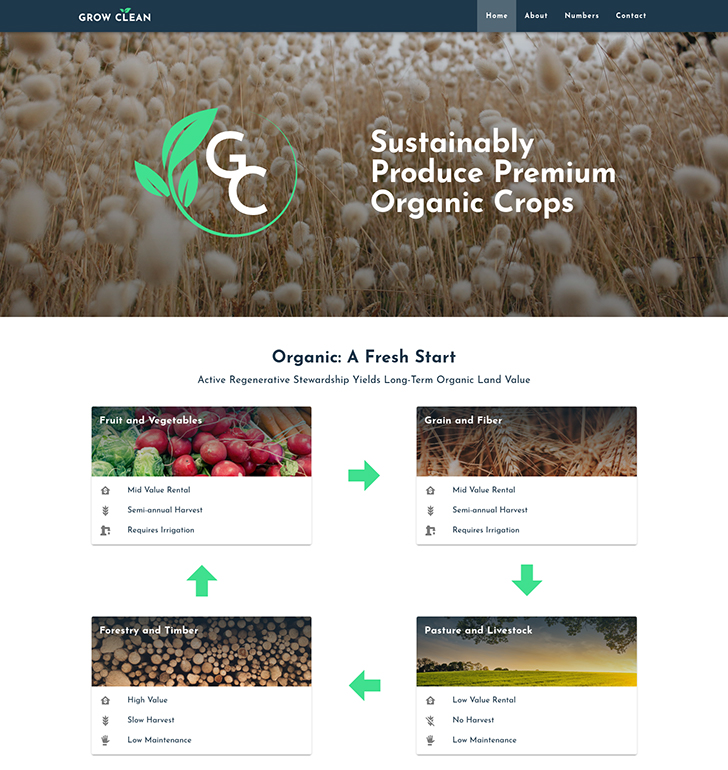 GROW CLEAN
Home
About
Numbers
Contact
GC
Sustainably
Produce Premium
Organic Crops
Organic: A Fresh Start
Active Regenerative Stewardship Yields Long-Term Organic Land Value
Fruit and Vegetables
Mid Value Rental
Semi-annual Harvest
Requires Irrigation
Grain and Fiber
Mid Value Rental
Semi-annual Harvest
Requires Irrigation
Forestry and Timber
High Value
Slow Harvest
Low Maintenance
Pasture and Livestock
Low Value Rental
No Harvest
Low Maintenance